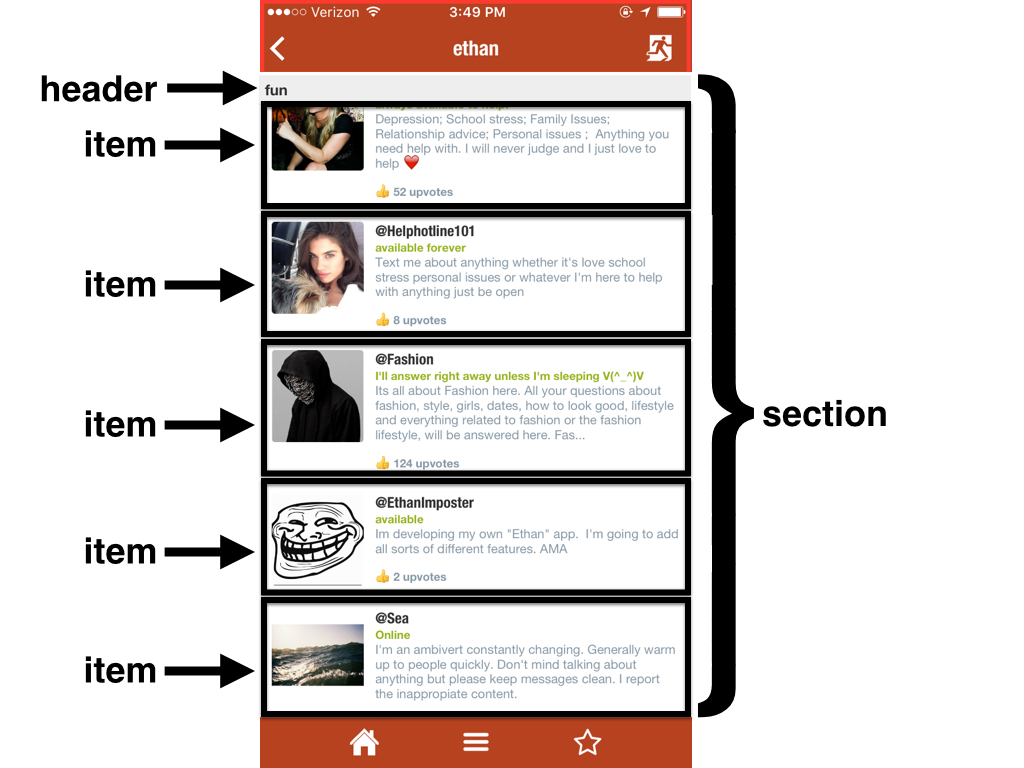 Verizon 3:49 PM
ethan
header
fun
item
Depression; School stress; Family Issues;
Relationship advice; Personal issues ; Anything you
need help with. I will never judge and I just love to
help ❤️
👍 52 upvotes
item
@Helphotline101
available forever
Text me about anything whether it's love school
stress personal issues or whatever I'm here to help
with anything just be open
👍 8 upvotes
item
@Fashion
I'll answer right away unless I'm sleeping V(^_^)V
Its all about Fashion here. All your questions about
fashion, style, girls, dates, how to look good, lifestyle
and everything related to fashion or the fashion
lifestyle, will be answered here. Fas...
👍 124 upvotes
section
item
@EthanImposter
available
Im developing my own "Ethan" app. I'm going to add
all sorts of different features. AMA
👍 2 upvotes
item
@Sea
Online
I'm an ambivert constantly changing. Generally warm
up to people quickly. Don't mind talking about
anything but please keep messages clean. I report
the inappropiate content.